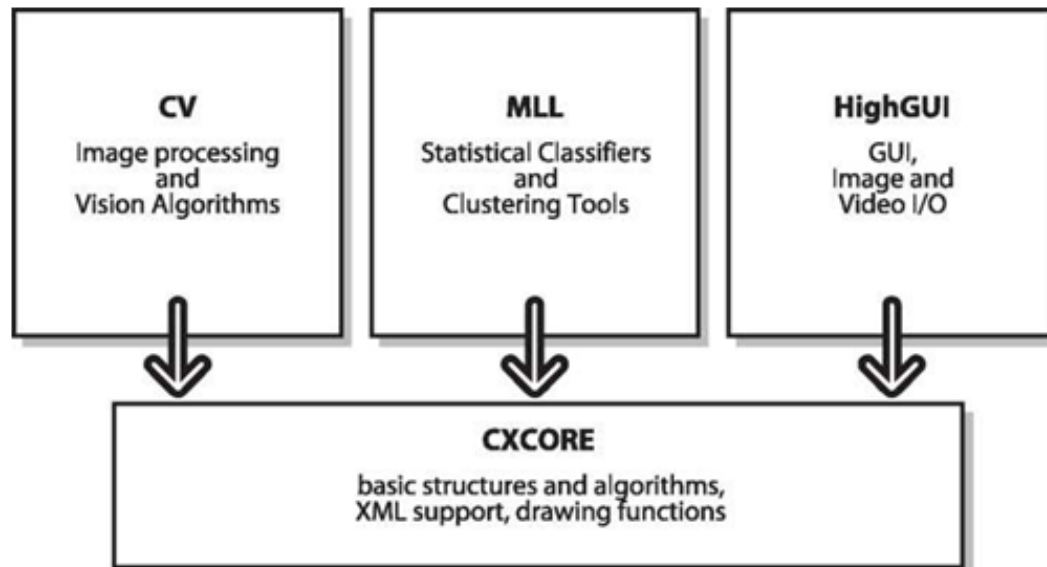 CV
Image processing
and
Vision Algorithms
MLL
Statistical Classifiers
and
Clustering Tools
HighGUI
GUI,
Image and
Video I/O
CXCORE
basic structures and algorithms,
XML support, drawing functions